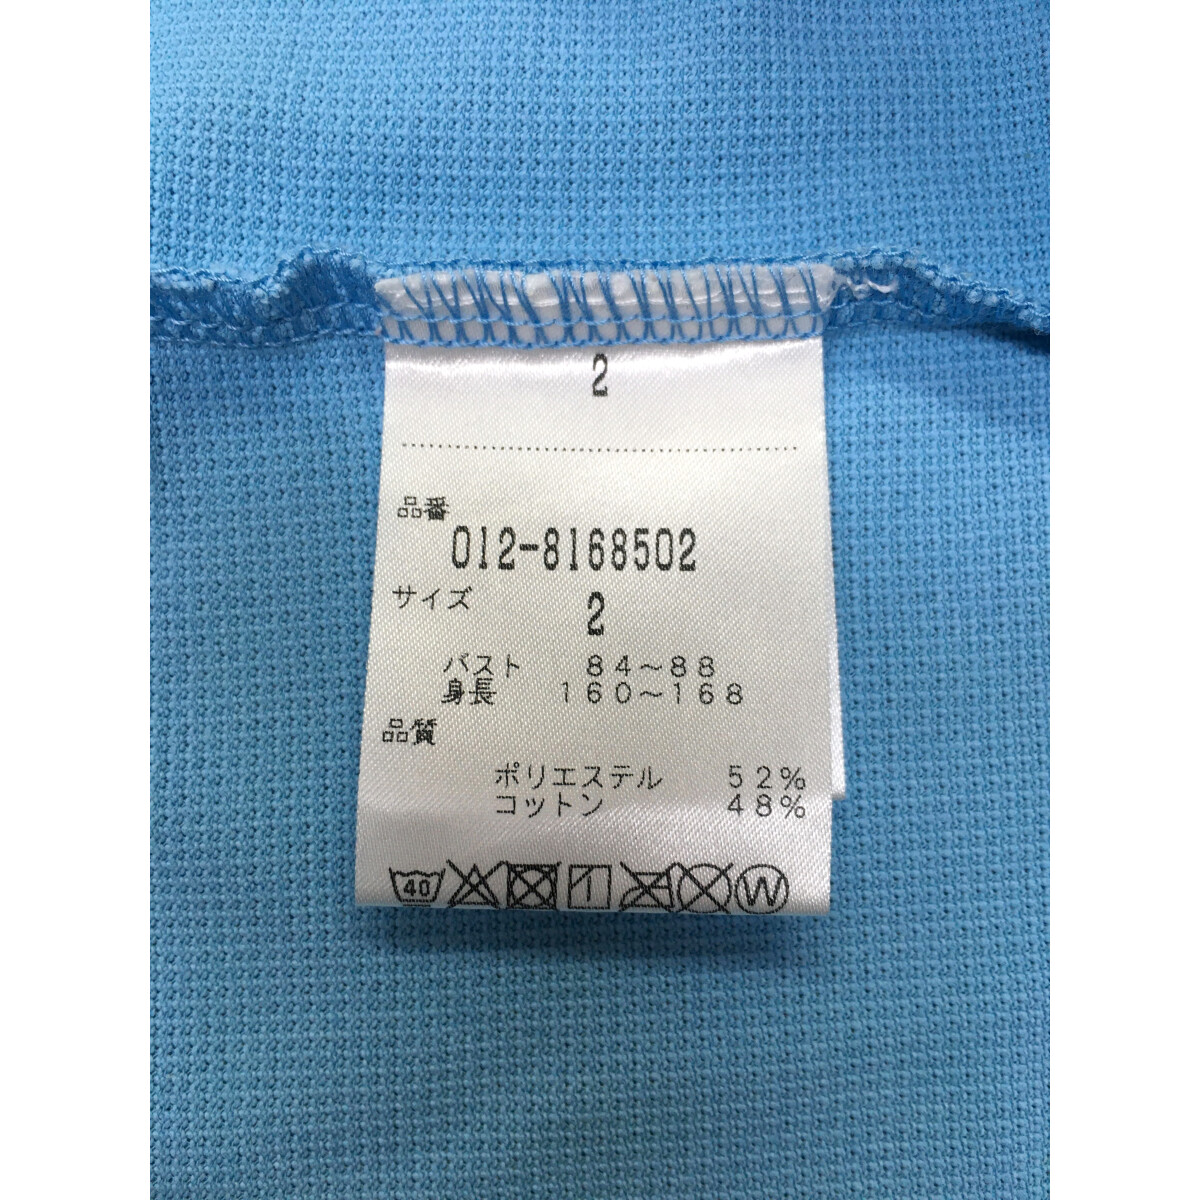 2
品番
012-8168502
サイズ 2
バスト 84～88
身長 160～168
品質
ポリエステル 52%
コットン 48%
40 W